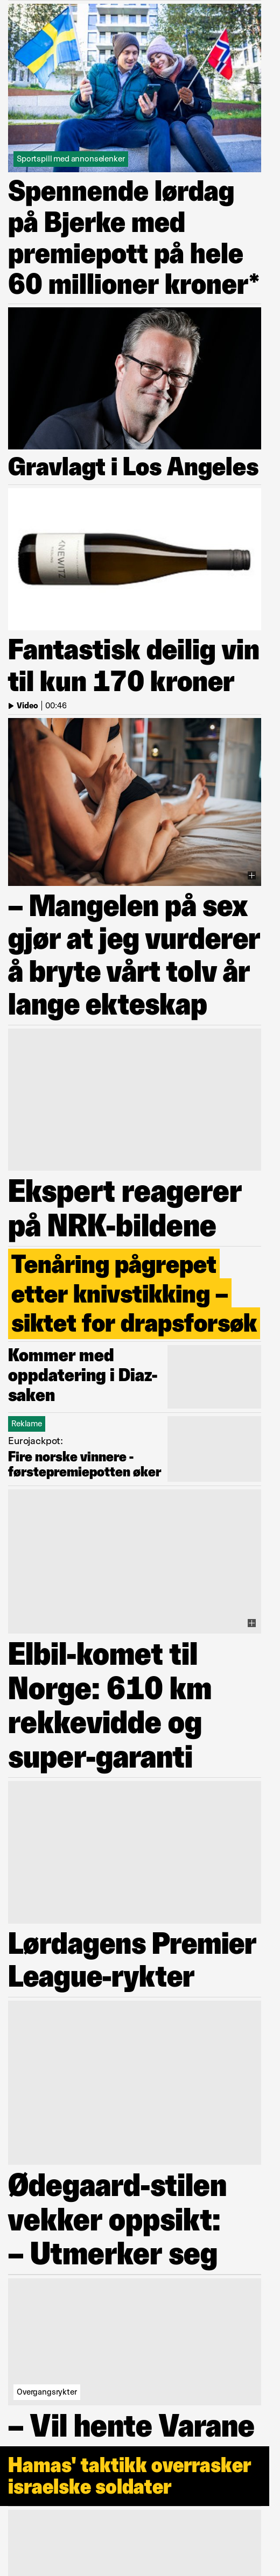 Sportspill med annonselenker
Spennende lørdag
på Bjerke med
premiepott på hele
60 millioner kroner*
Gravlagt i Los Angeles
KNEWITZ
Fantastisk deilig vin
til kun 170 kroner
Video | 00:46
– Mangelen på sex
gjør at jeg vurderer
å bryte vårt tolv år
lange ekteskap
Ekspert reagerer
på NRK-bildene
Tenåring pågrepet
etter knivstikking –
siktet for drapsforsøk
Kommer med
oppdatering i Diaz-
saken
Reklame
Eurojackpot:
Fire norske vinnere -
førstepremiepotten øker
Elbil-komet til
Norge: 610 km
rekkevidde og
super-garanti
Lørdagens Premier
League-rykter
Ødegaard-stilen
vekker oppsikt:
– Utmerker seg
Overgangsrykter
– Vil hente Varane
Hamas' taktikk overrasker
israelske soldater